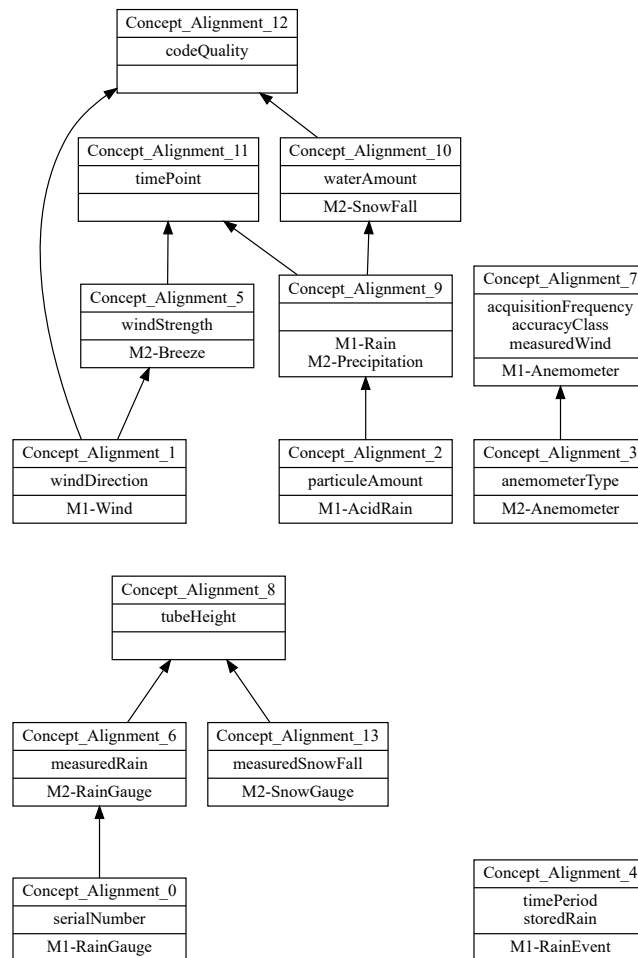 Concept_Alignment_12
codeQuality
Concept_Alignment_11
timePoint
Concept_Alignment_10
waterAmount
M2-SnowFall
Concept_Alignment_5
windStrength
M2-Breeze
Concept_Alignment_9
M1-Rain
M2-Precipitation
Concept_Alignment_7
acquisitionFrequency
accuracyClass
measuredWind
M1-Anemometer
Concept_Alignment_1
windDirection
M1-Wind
Concept_Alignment_2
particuleAmount
M1-AcidRain
Concept_Alignment_3
anemometerType
M2-Anemometer
Concept_Alignment_8
tubeHeight
Concept_Alignment_6
measuredRain
M2-RainGauge
Concept_Alignment_13
measuredSnowFall
M2-SnowGauge
Concept_Alignment_0
serialNumber
M1-RainGauge
Concept_Alignment_4
timePeriod
storedRain
M1-RainEvent